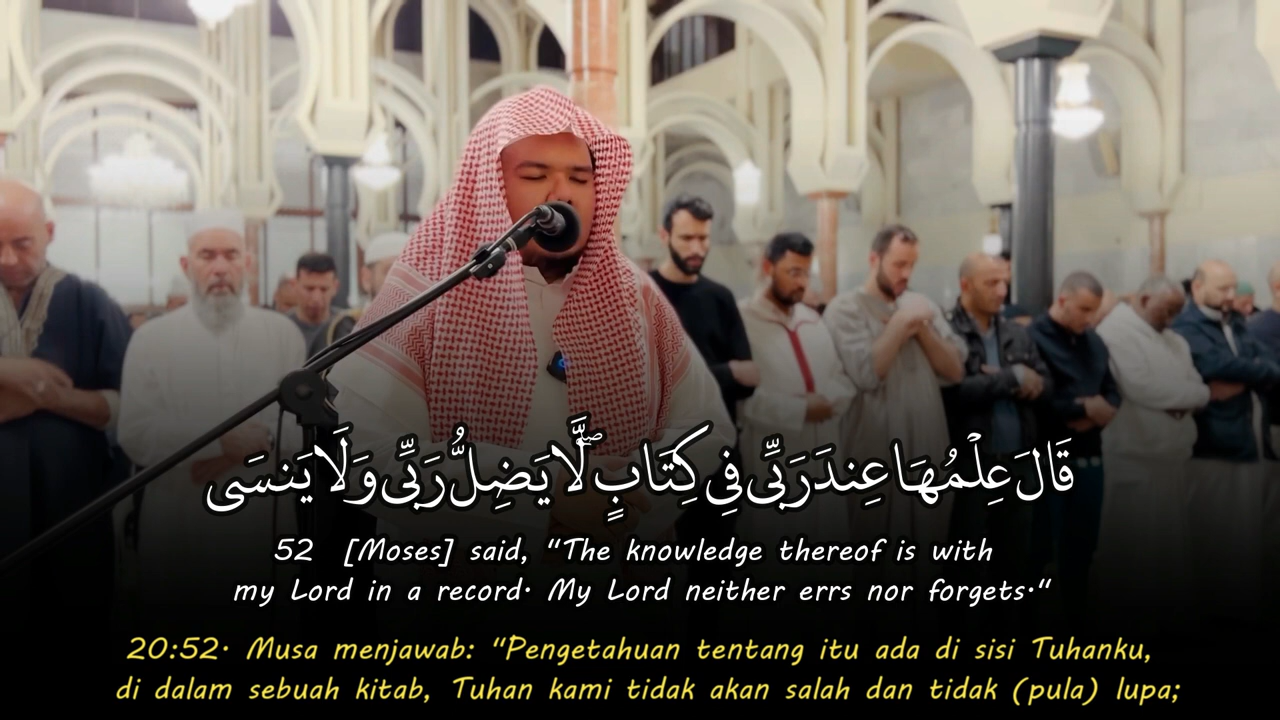 قَالَ عِلْمُهَا عِندَ رَبِّى فِى كِتَابٍ ۖ لَّا يَضِلُّ رَبِّى وَلَا يَنسَى
52 [Moses] said, “The knowledge thereof is with
my Lord in a record. My Lord neither errs nor forgets.“
20:52. Musa menjawab: “Pengetahuan tentang itu ada di sisi Tuhanku,
di dalam sebuah kitab, Tuhan kami tidak akan salah dan tidak (pula) lupa;